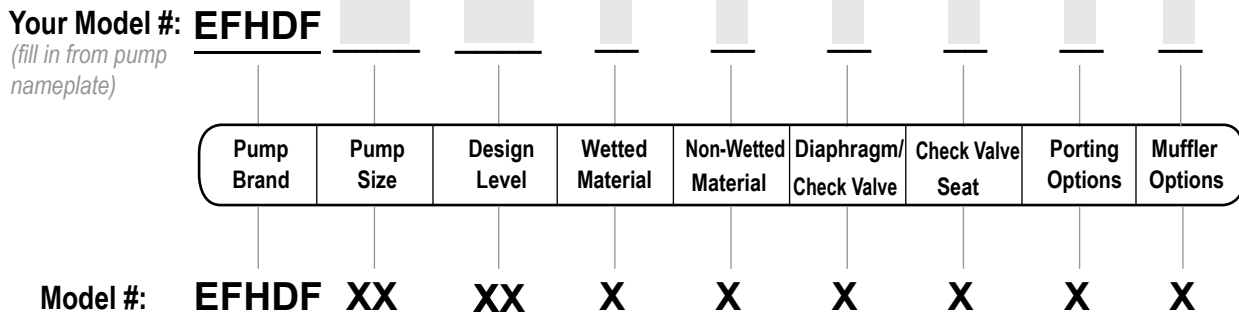 Your Model #: EFHDF
(fill in from pump
nameplate)
Pump Brand
Pump Size
Design Level
Wetted Material
Non-Wetted Material
Diaphragm/ Check Valve
Check Valve Seat
Porting Options
Muffler Options
Model #: EFHDF XX XX X X X X X X